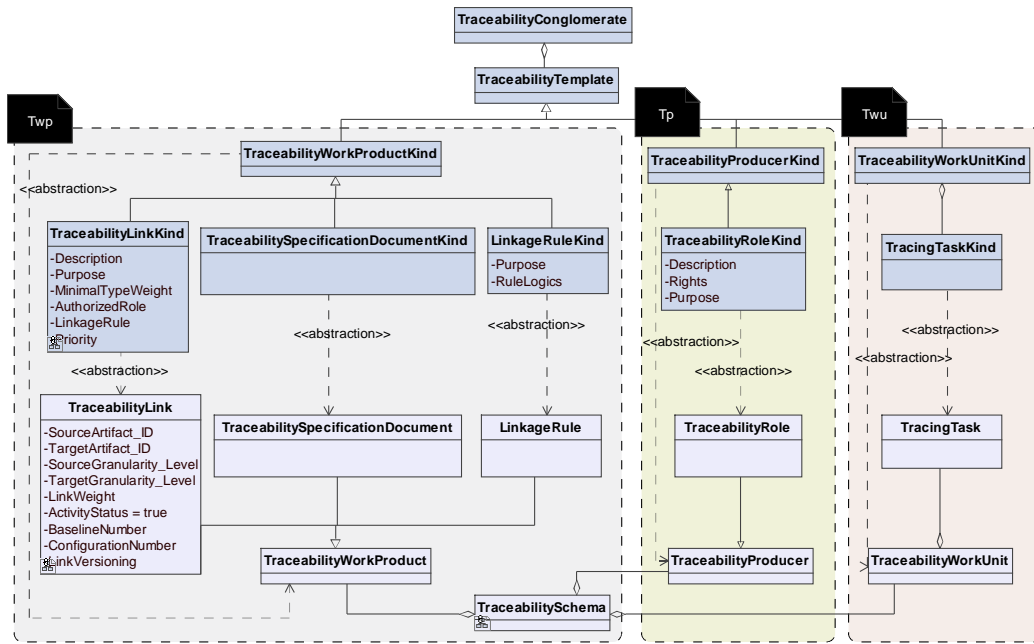 TraceabilityConglomerate
TraceabilityTemplate
Twp
Tp
Twu
TraceabilityWorkProductKind
TraceabilityProducerKind
TraceabilityWorkUnitKind
<<abstraction>>
TraceabilityLinkKind
-Description
-Purpose
-MinimalTypeWeight
-AuthorizedRole
-LinkageRule
-Priority
TraceabilitySpecificationDocumentKind
LinkageRuleKind
-Purpose
-RuleLogics
TraceabilityRoleKind
-Description
-Rights
-Purpose
TracingTaskKind
<<abstraction>>
<<abstraction>>
<<abstraction>>
<<abstraction>>
<<abstraction>>
<<abstraction>>
<<abstraction>>
<<abstraction>>
TraceabilityLink
-SourceArtifact_ID
-TargetArtifact_ID
-SourceGranularity_Level
-TargetGranularity_Level
-LinkWeight
-ActivityStatus = true
-BaselineNumber
-ConfigurationNumber
-LinkVersioning
TraceabilitySpecificationDocument
LinkageRule
TraceabilityRole
TracingTask
TraceabilityWorkProduct
TraceabilityProducer
TraceabilityWorkUnit
TraceabilitySchema